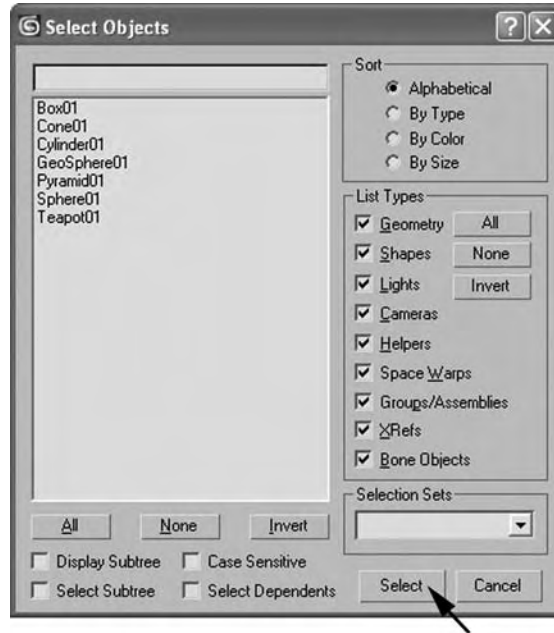 Select Objects
Box01
Cone01
Cylinder01
GeoSphere01
Pyramid01
Sphere01
Teapot01
All None Invert
Display Subtree Case Sensitive
Select Subtree Select Dependents
Sort
Alphabetical
By Type
By Color
By Size
List Types
Geometry All
Shapes None
Lights Invert
Cameras
Helpers
Space Warps
Groups/Assemblies
XRefs
Bone Objects
Selection Sets
Select Cancel